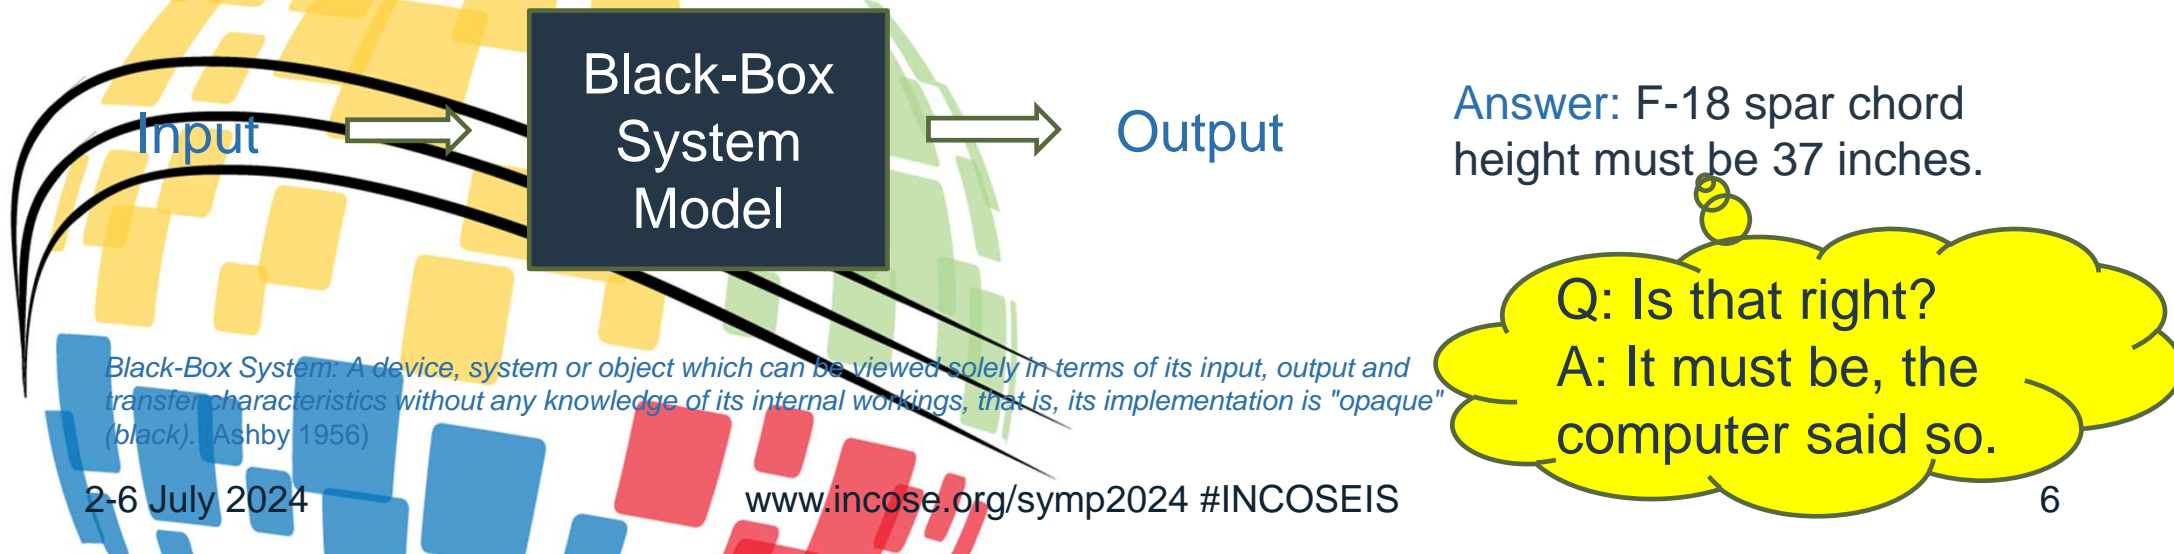 Input
Black-Box
System
Model
Output
Answer: F-18 spar chord
height must be 37 inches.
Q: Is that right?
A: It must be, the
computer said so.
Black-Box System: A device, system or object which can be viewed solely in terms of its input, output and
transfer characteristics without any knowledge of its internal workings, that is, its implementation is "opaque"
(black). (Ashby 1956)
2-6 July 2024
www.incose.org/symp2024 #INCOSEIS
6